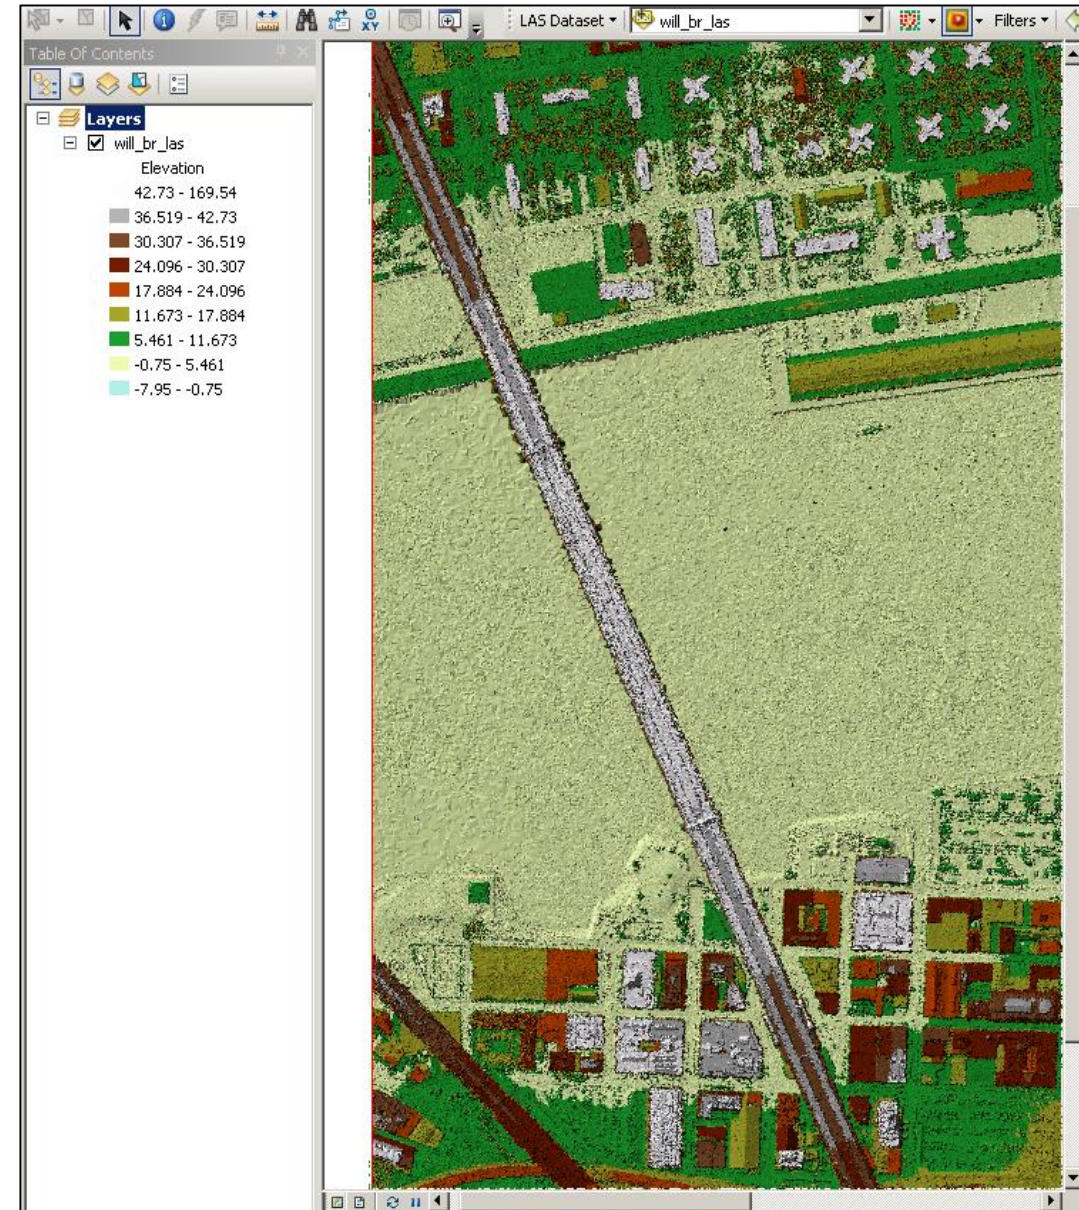 XY
LAS Dataset
will_br_las
Filters
Table Of Contents
Layers
will_br_las
Elevation
42.73 - 169.54
36.519 - 42.73
30.307 - 36.519
24.096 - 30.307
17.884 - 24.096
11.673 - 17.884
5.461 - 11.673
-0.75 - 5.461
-7.95 - -0.75